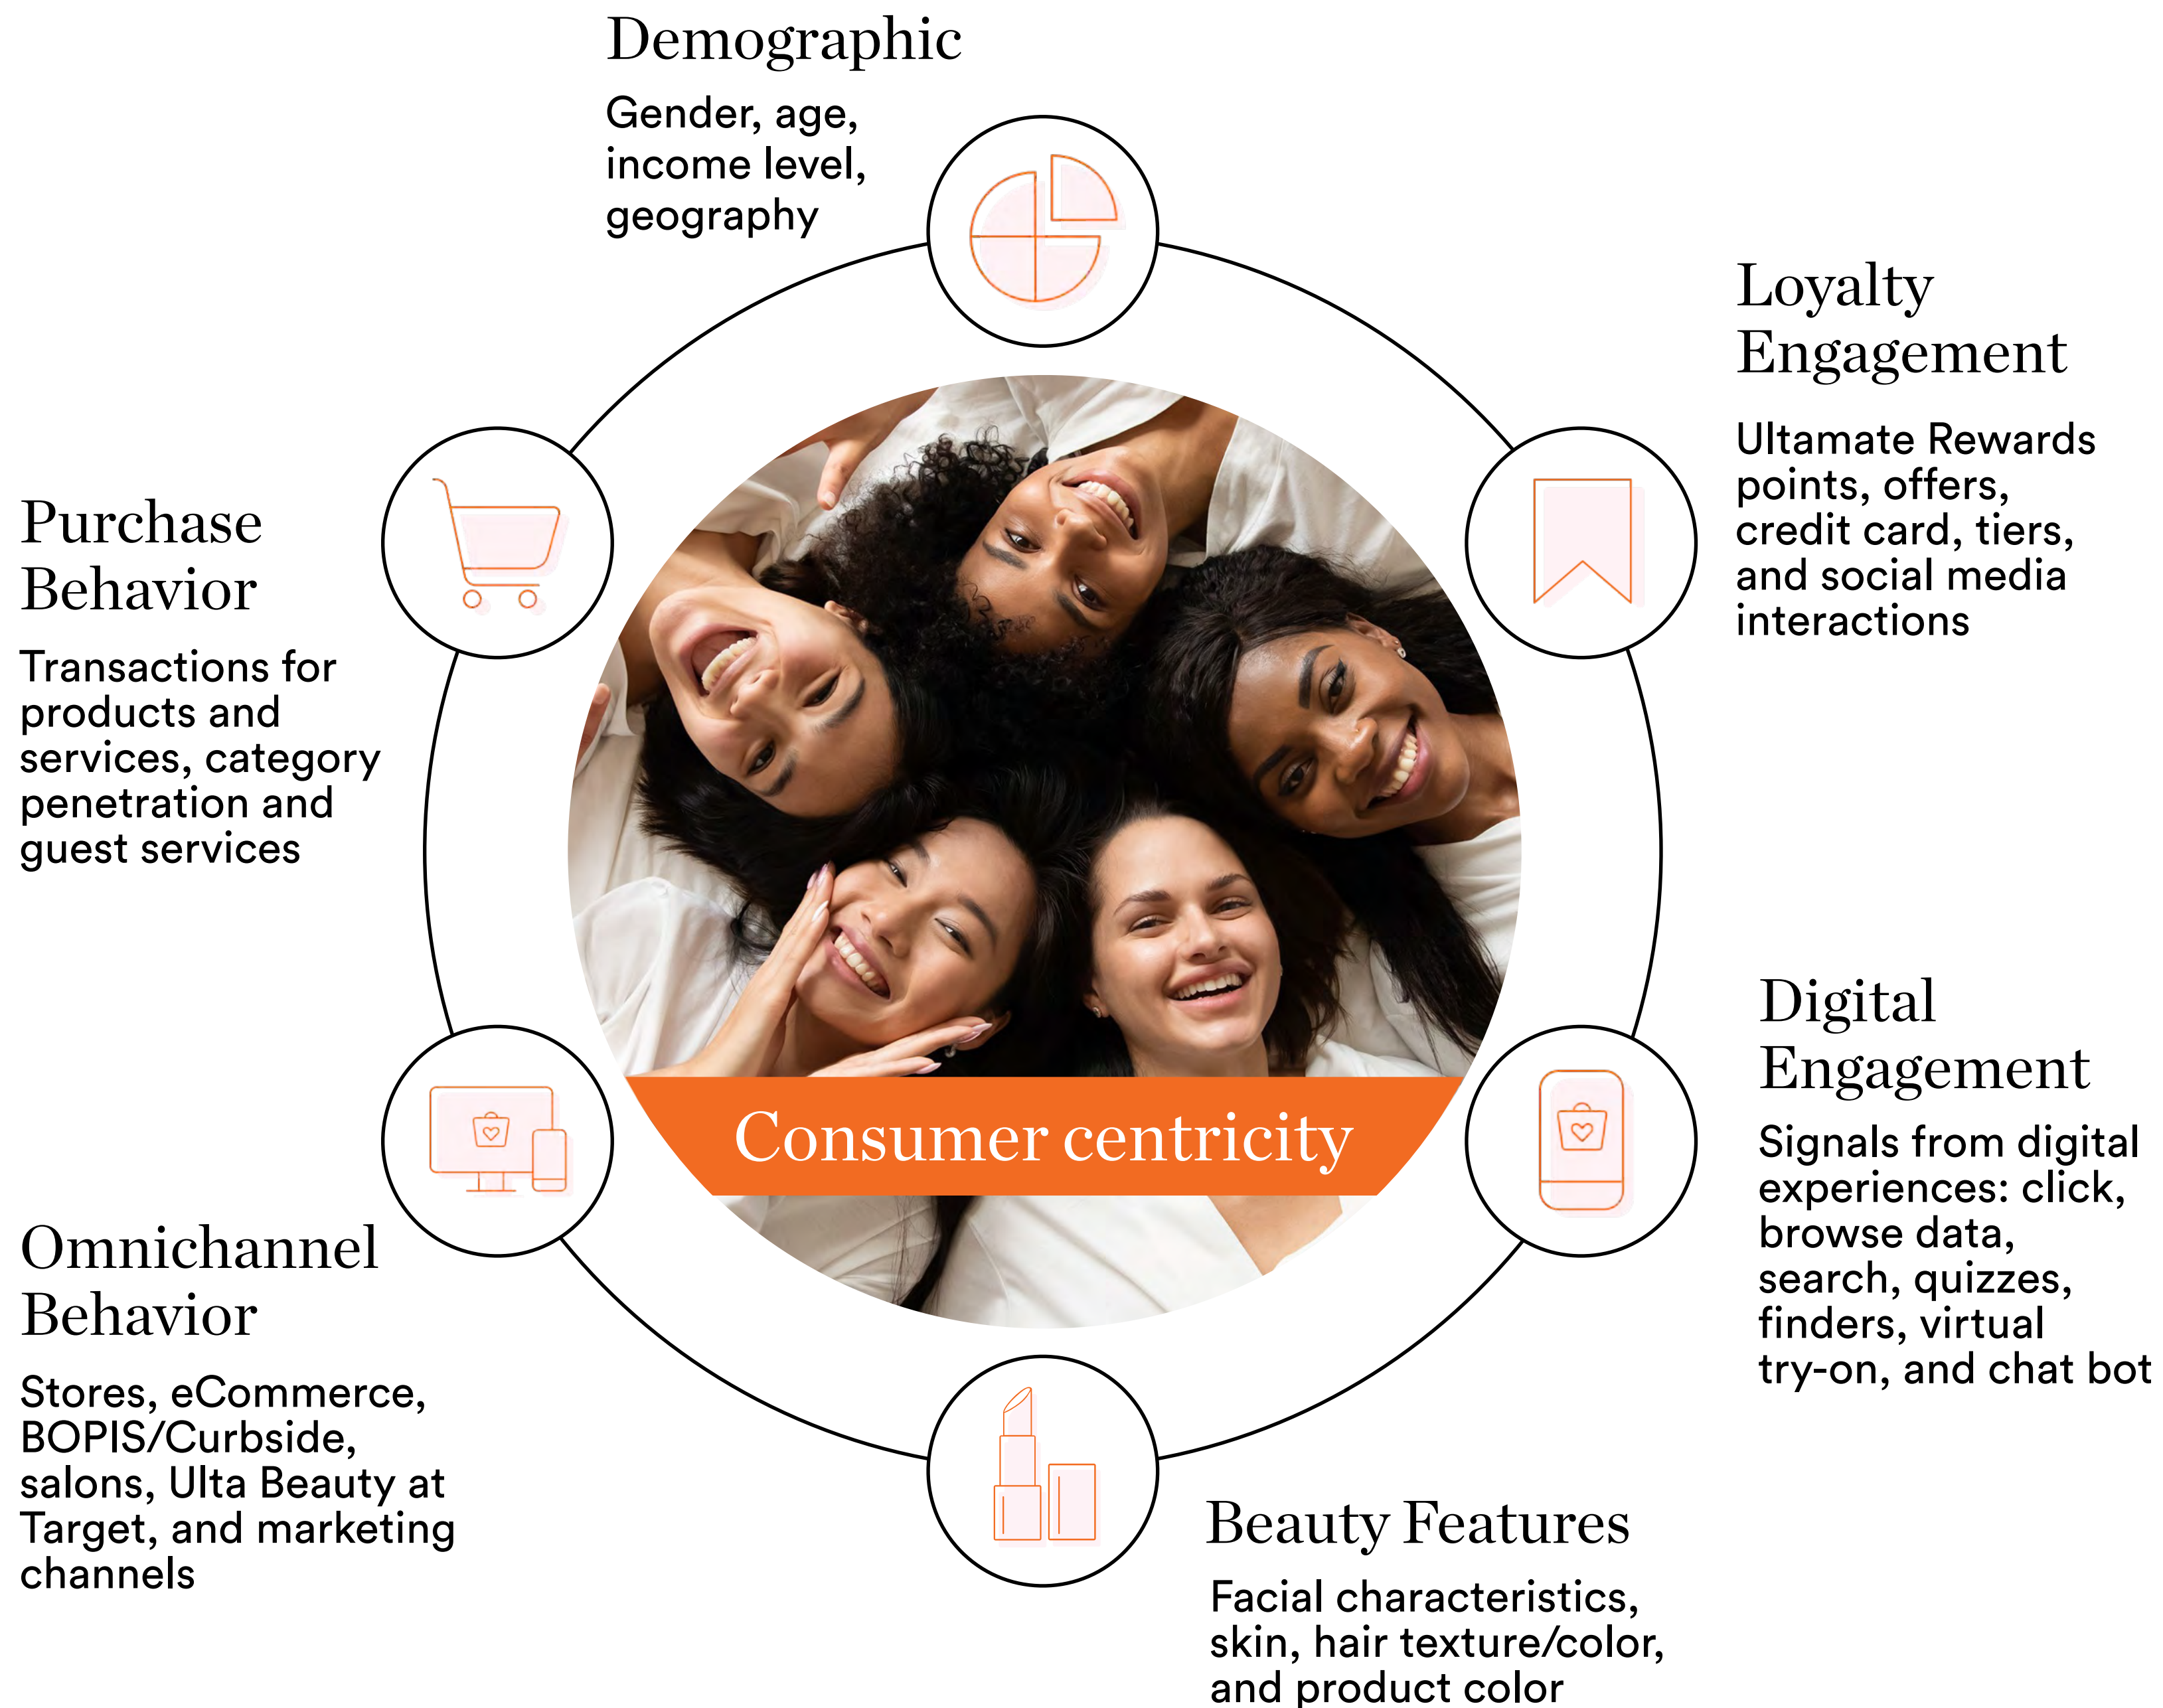 Demographic
Gender, age,
income level,
geography
Loyalty
Engagement
Ultamate Rewards
points, offers,
credit card, tiers,
and social media
interactions
Purchase
Behavior
Transactions for
products and
services, category
penetration and
guest services
Digital
Engagement
Signals from digital
experiences: click,
browse data,
search, quizzes,
finders, virtual
try-on, and chat bot
Consumer centricity
Omnichannel
Behavior
Stores, eCommerce,
BOPIS/Curbside,
salons, Ulta Beauty at
Target, and marketing
channels
Beauty Features
Facial characteristics,
skin, hair texture/color,
and product color